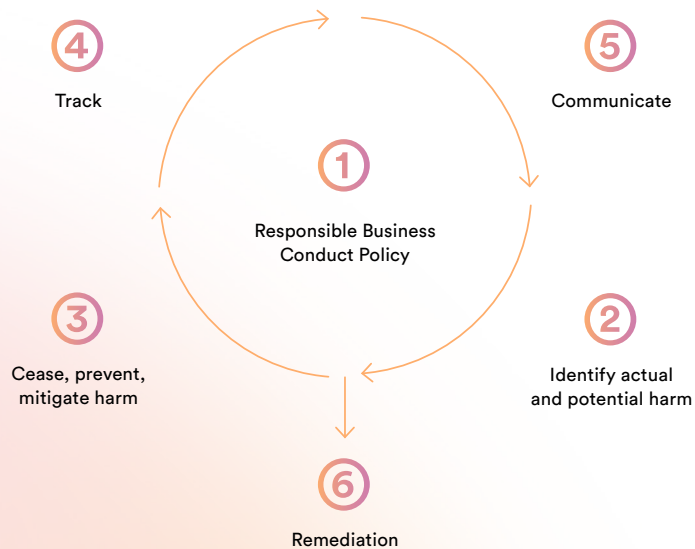 4
Track
5
Communicate
1
Responsible Business
Conduct Policy
3
Cease, prevent,
mitigate harm
2
Identify actual
and potential harm
6
Remediation